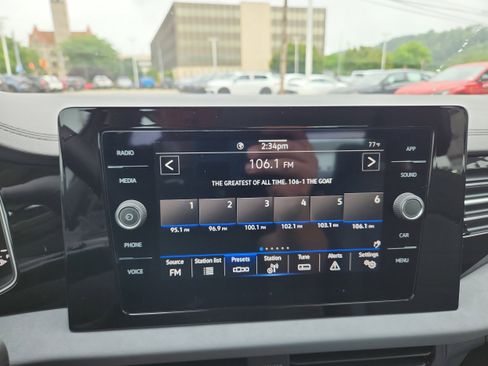 2:34pm 77°F
RADIO APP
106.1 FM
MEDIA SOUND
THE GREATEST OF ALL TIME. 106-1 THE GOAT
1 2 3 4 5 6
95.1 FM 96.9 FM 100.1 FM 102.1 FM 103.1 FM 106.1 FM
PHONE CAR
Source Station list Presets Station Tune Alerts Settings
FM
VOICE MENU